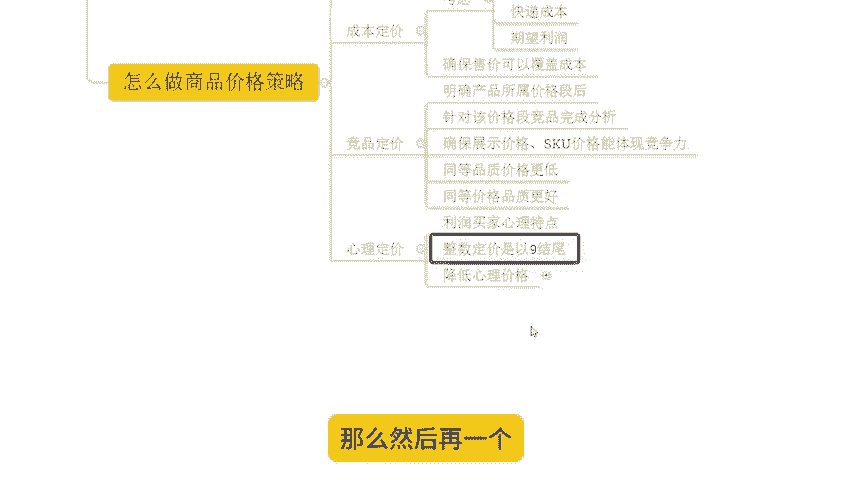 快递成本
成本定价
期望利润
确保售价可以覆盖成本
怎么做商品价格策略
明确产品所属价格段后
针对该价格段竞品完成分析
竞品定价
确保展示价格、SKU价格能体现竞争力
同等品质价格更低
同等价格品质更好
利润买家心理特点
心理定价
整数定价是以9结尾
降低心理价格
那么然后再一个